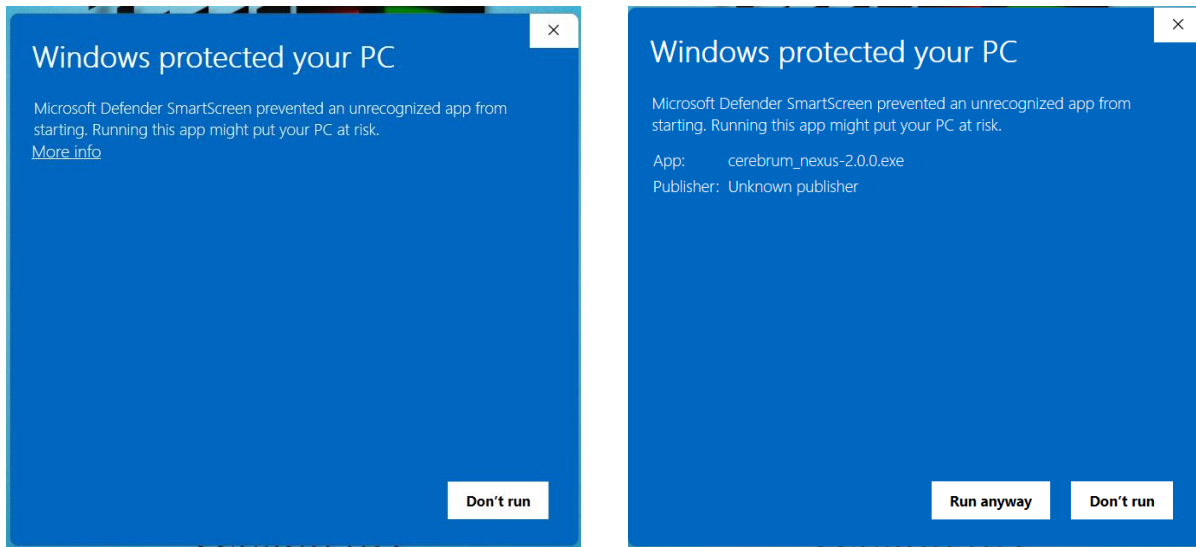 Windows protected your PC
Microsoft Defender SmartScreen prevented an unrecognized app from
starting. Running this app might put your PC at risk.
More info
Don't run
Windows protected your PC
Microsoft Defender SmartScreen prevented an unrecognized app from
starting. Running this app might put your PC at risk.
App: cerebrum_nexus-2.0.0.exe
Publisher: Unknown publisher
Run anyway Don't run